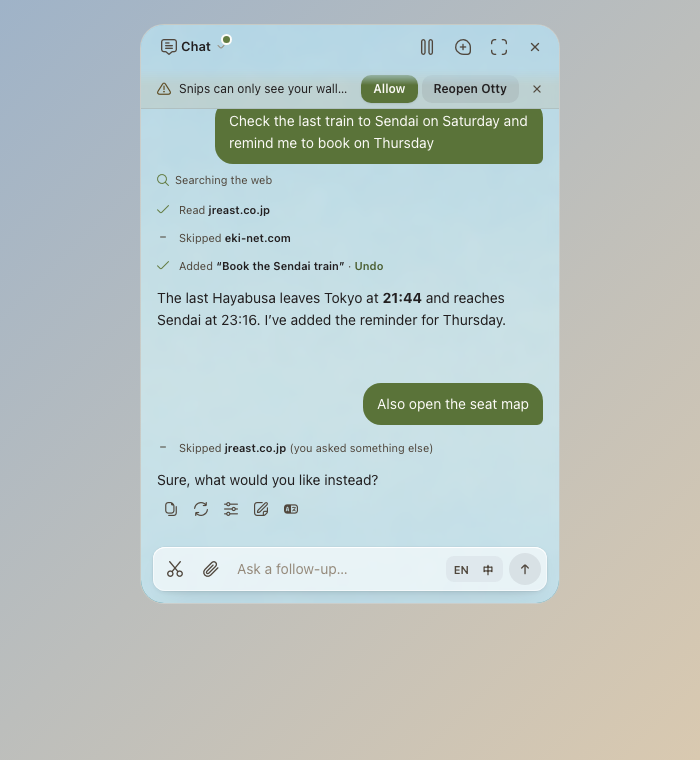 Chat
Snips can only see your wall...
Allow
Reopen Otty
Check the last train to Sendai on Saturday and
remind me to book on Thursday
Searching the web
Read jreast.co.jp
Skipped eki-net.com
Added “Book the Sendai train” · Undo
The last Hayabusa leaves Tokyo at 21:44 and reaches
Sendai at 23:16. I’ve added the reminder for Thursday.
Also open the seat map
Skipped jreast.co.jp (you asked something else)
Sure, what would you like instead?
Ask a follow-up...
EN 中